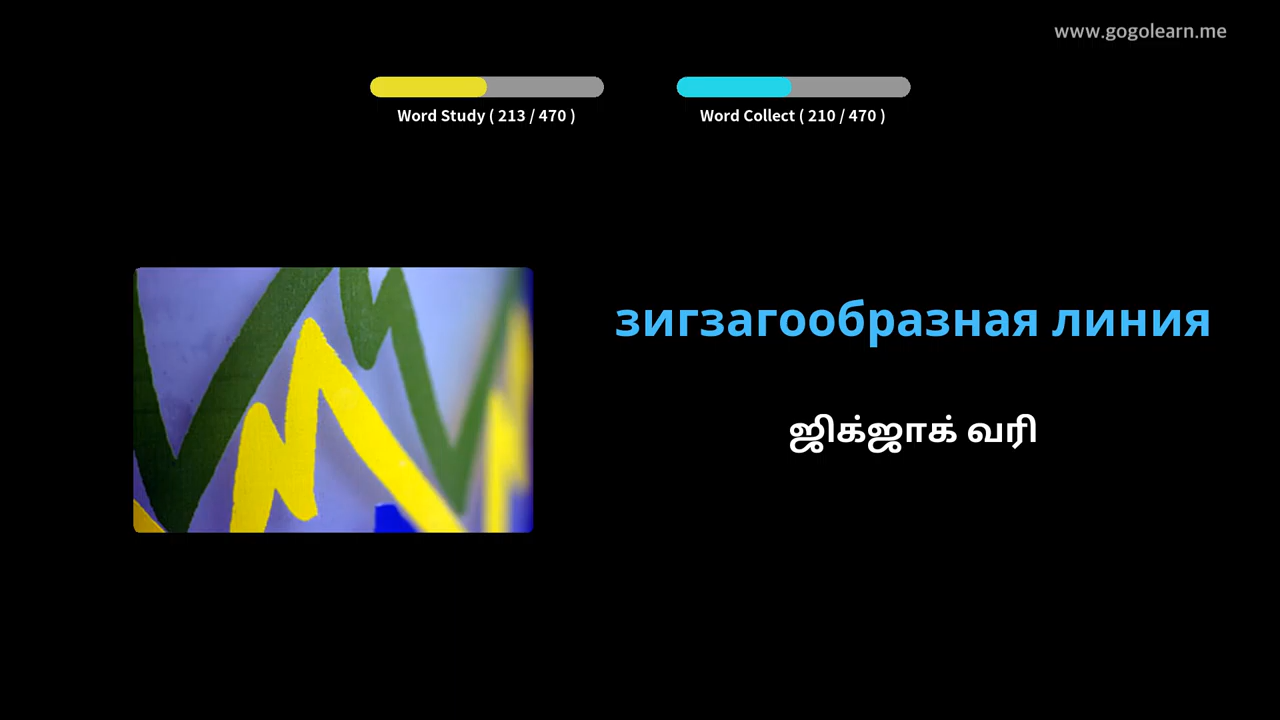 www.gogolearn.me
Word Study ( 213 / 470 )
Word Collect ( 210 / 470 )
зигзагообразная линия
ஜிக்ஜாக் வரி